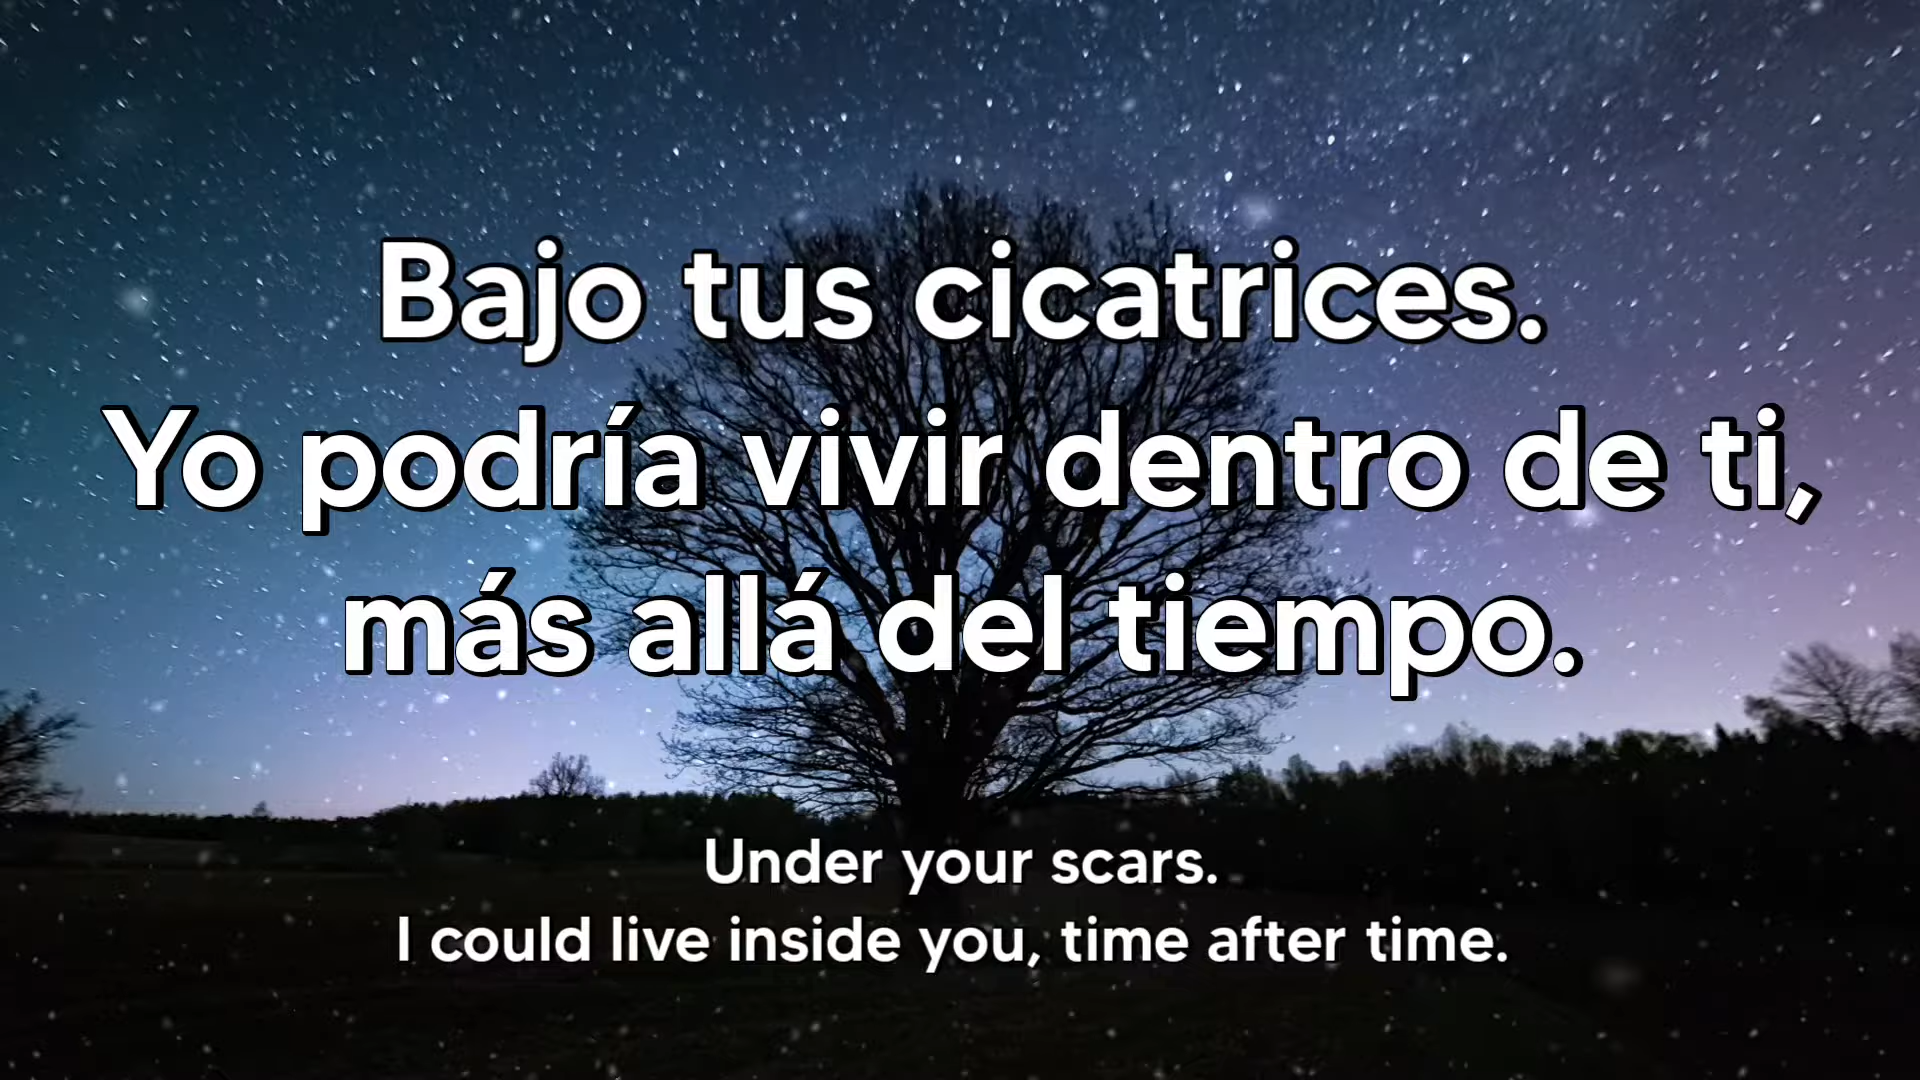 Bajo tus cicatrices.
Yo podría vivir dentro de ti,
más allá del tiempo.
Under your scars.
I could live inside you, time after time.